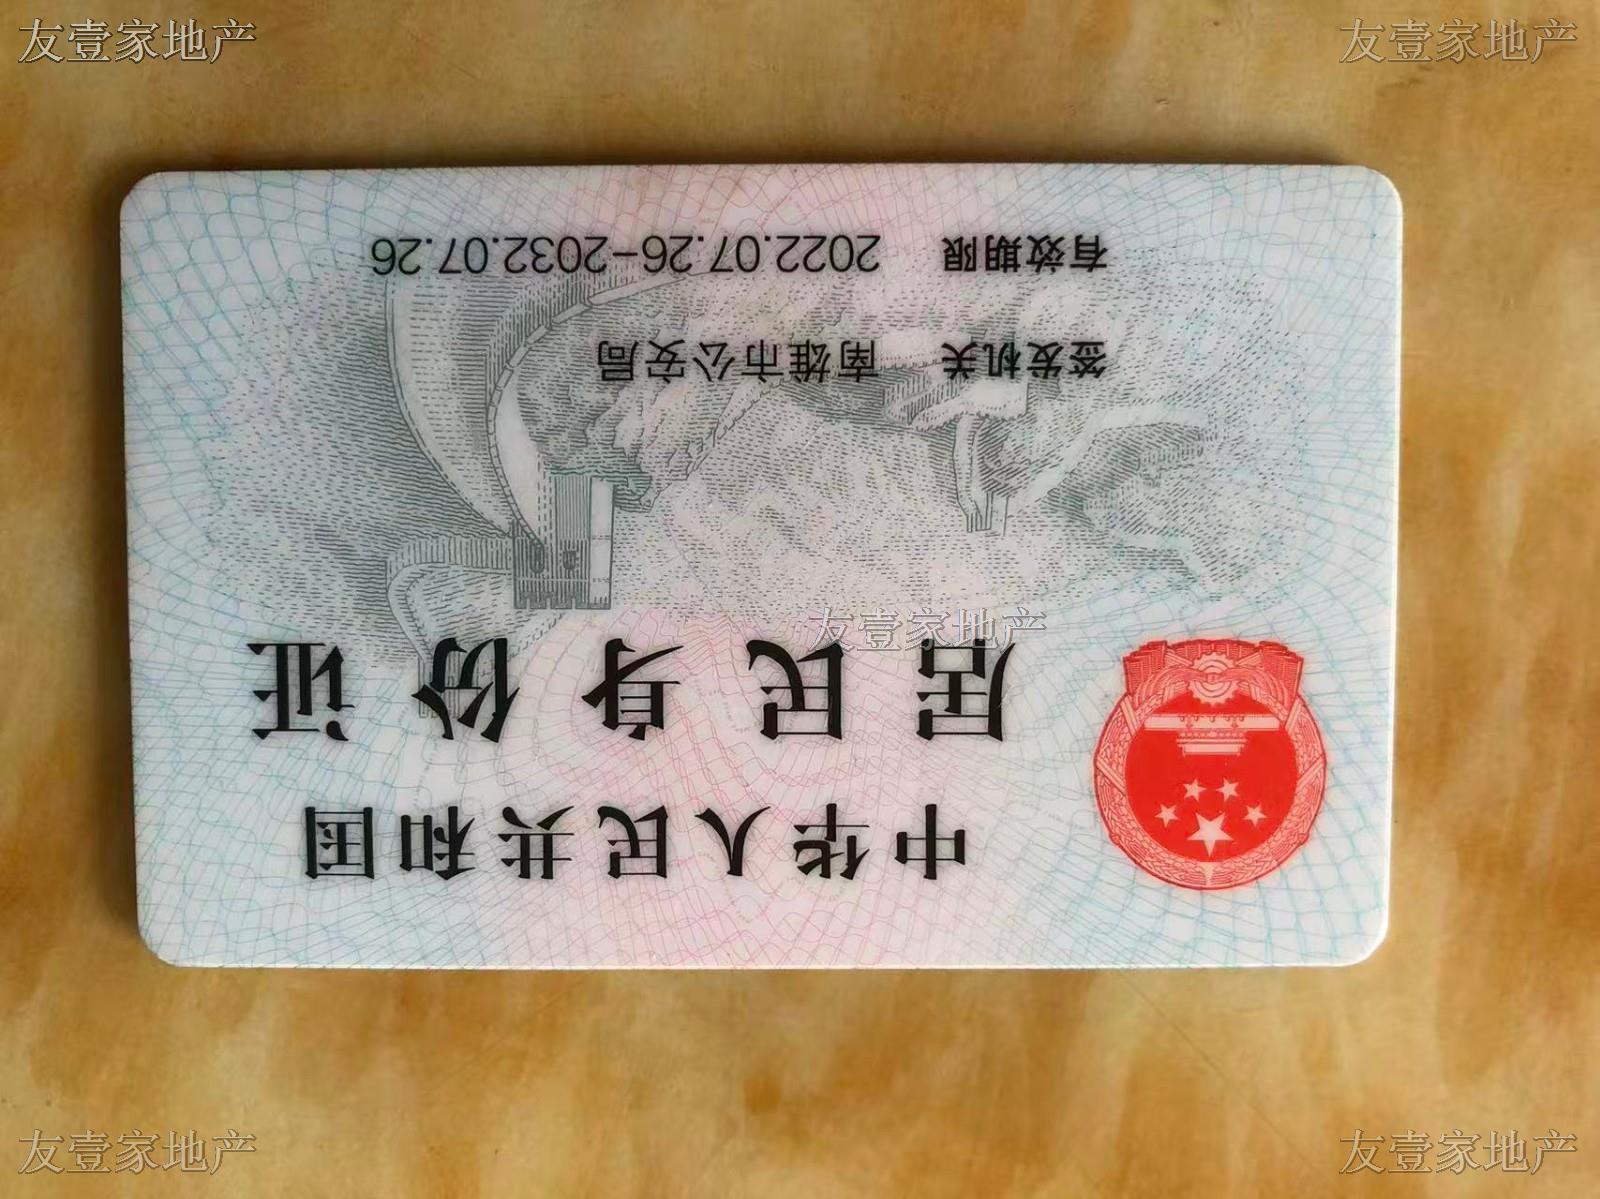 友壹家地产
友壹家地产
中华人民共和国
居民身份证
友壹家地产
签发机关 南雄市公安局
有效期限 2022.07.26-2032.07.26
友壹家地产
友壹家地产